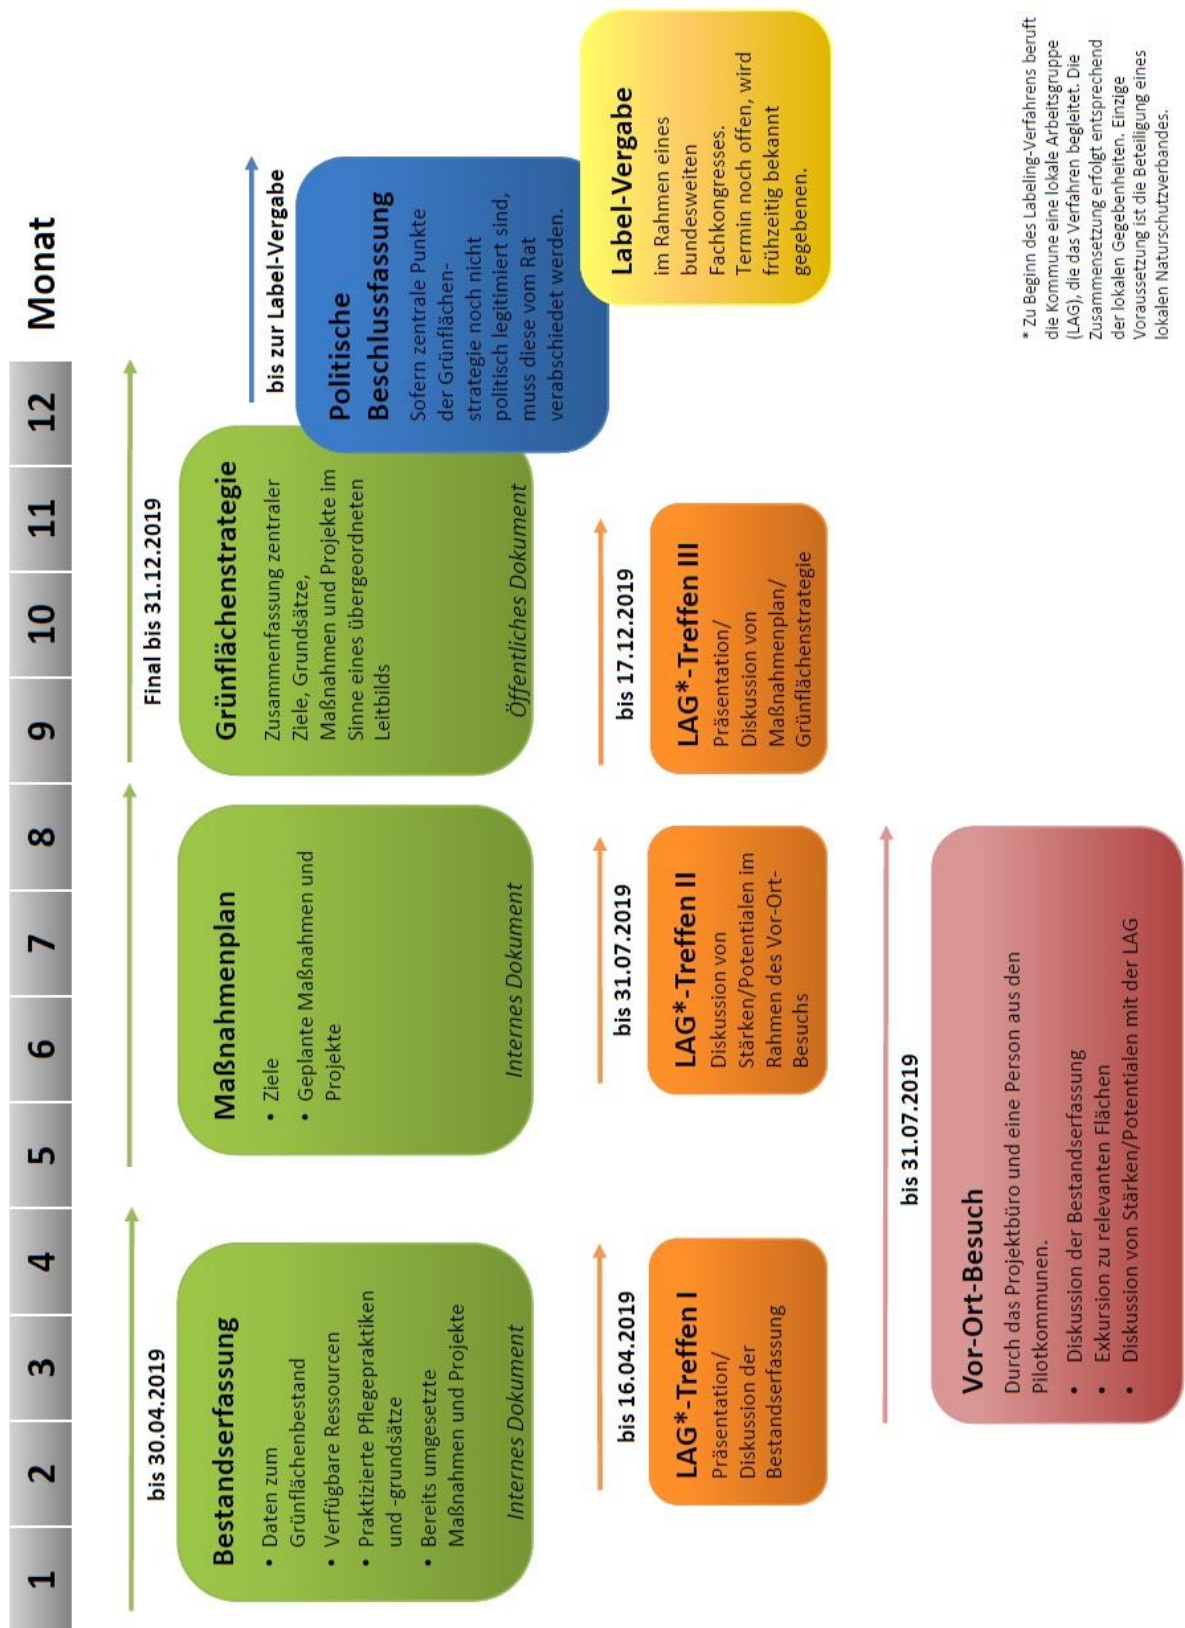 1 2 3 4 5 6 7 8 9 10 11 12 Monat
bis 30.04.2019
Bestandserfassung
• Daten zum
Grünflächenbestand
• Verfügbare Ressourcen
• Praktizierte Pflegepraktiken
und -grundsätze
• Bereits umgesetzte
Maßnahmen und Projekte
Internes Dokument
Maßnahmenplan
• Ziele
• Geplante Maßnahmen und
Projekte
Internes Dokument
Final bis 31.12.2019
Grünflächenstrategie
Zusammenfassung zentraler
Ziele, Grundsätze,
Maßnahmen und Projekte im
Sinne eines übergeordneten
Leitbilds
Öffentliches Dokument
bis zur Label-Vergabe
Politische
Beschlussfassung
Sofern zentrale Punkte
der Grünflächen-
strategie noch nicht
politisch legitimiert sind,
muss diese vom Rat
verabschiedet werden.
Label-Vergabe
im Rahmen eines
bundesweiten
Fachkongresses.
Termin noch offen, wird
frühzeitig bekannt
gegebenen.
bis 16.04.2019
LAG*-Treffen I
Präsentation/
Diskussion der
Bestandserfassung
bis 31.07.2019
LAG*-Treffen II
Diskussion von
Stärken/Potentialen im
Rahmen des Vor-Ort-
Besuchs
bis 17.12.2019
LAG*-Treffen III
Präsentation/
Diskussion von
Maßnahmenplan/
Grünflächenstrategie
bis 31.07.2019
Vor-Ort-Besuch
Durch das Projektbüro und eine Person aus den
Pilotkommunen.
• Diskussion der Bestandserfassung
• Exkursion zu relevanten Flächen
• Diskussion von Stärken/Potentialen mit der LAG
* Zu Beginn des Labeling-Verfahrens beruft
die Kommune eine lokale Arbeitsgruppe
(LAG), die das Verfahren begleitet. Die
Zusammensetzung erfolgt entsprechend
der lokalen Gegebenheiten. Einzige
Voraussetzung ist die Beteiligung eines
lokalen Naturschutzverbandes.